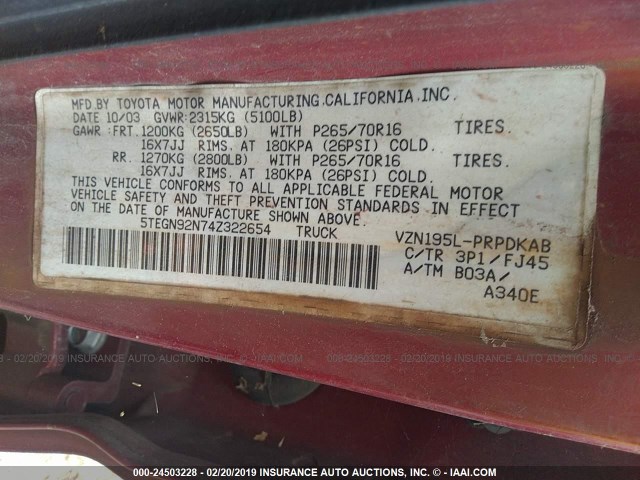 MFD.BY TOYOTA MOTOR MANUFACTURING,CALIFORNIA,INC.
DATE 10/03 GVWR 2315KG (5100LB)
GAWR:FRT.1200KG (2650LB) WITH P265/70R16 TIRES.
16X7JJ RIMS. AT 180KPA (26PSI) COLD.
RR. 1270KG (2800LB) WITH P265/70R16 TIRES.
16X7JJ RIMS. AT 180KPA (26PSI) COLD.
THIS VEHICLE CONFORMS TO ALL APPLICABLE FEDERAL MOTOR
VEHICLE SAFETY AND THEFT PREVENTION STANDARDS IN EFFECT
ON THE DATE OF MANUFACTURE SHOWN ABOVE.
5TEGN92N74Z322654 TRUCK VZN195L-PRPDKAB
C/TR 3P1/FJ45
A/TM B03A/
A340E
000-24503228 - 02/20/2019 INSURANCE AUTO AUCTIONS, INC. - © IAAI.COM